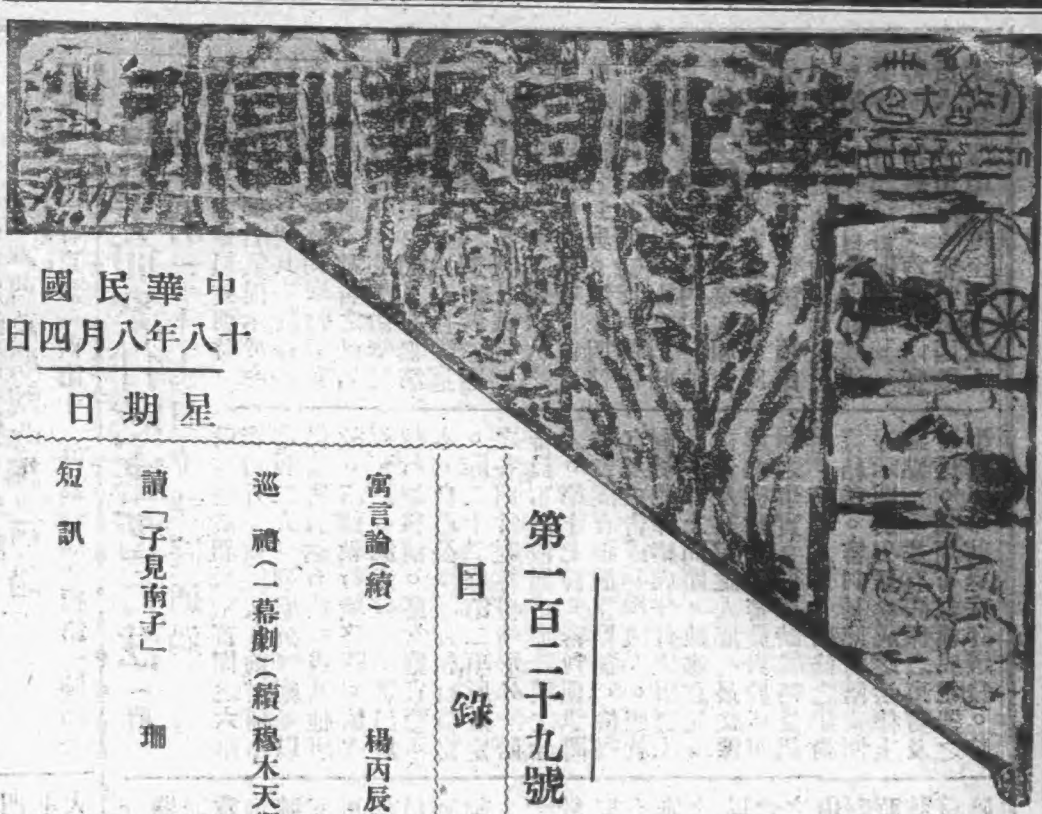 華北日報副刊
中華民國
十八年八月四日
星期日
第一百二十九號
目錄
寓言論(續) 楊丙辰
巡禮(一幕劇)(續)穆木天
讀「子見南子」 珊
短訊